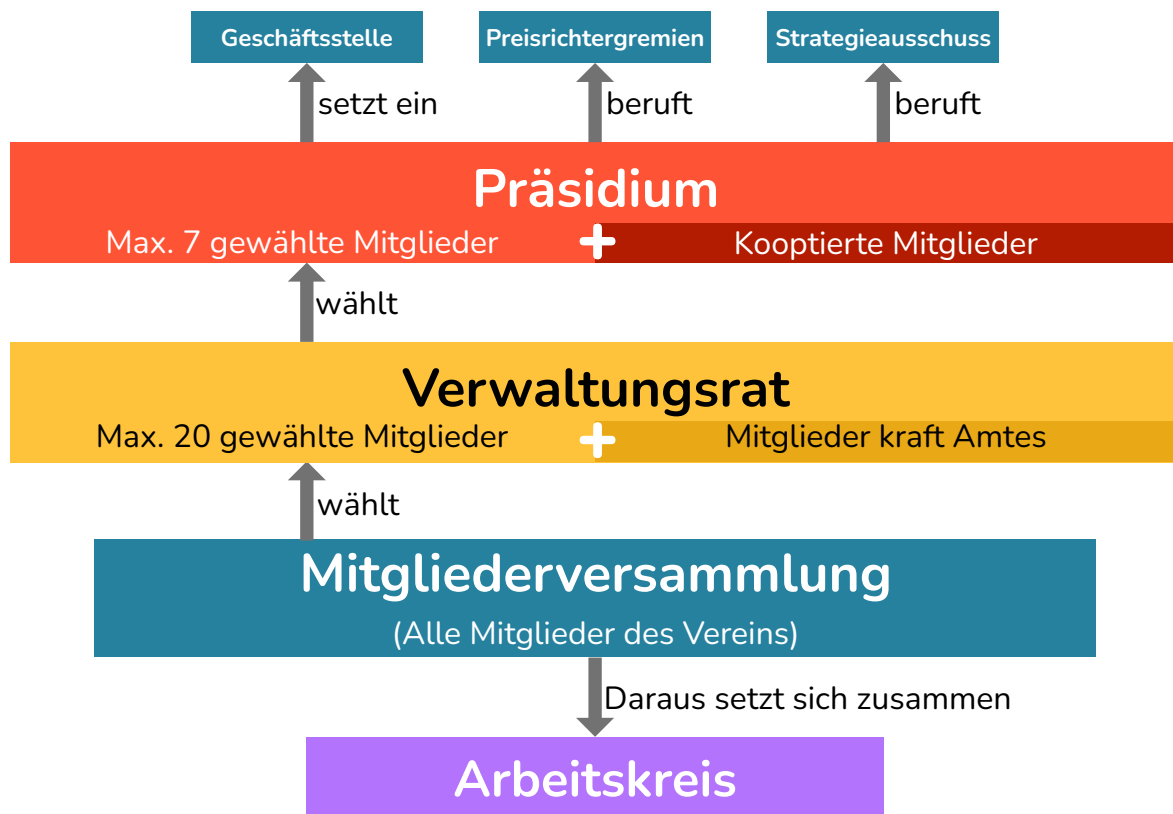 Geschäftsstelle
Preisrichtergremien
Strategieausschuss
setzt ein
beruft
beruft
Präsidium
Max. 7 gewählte Mitglieder
+
Kooptierte Mitglieder
wählt
Verwaltungsrat
Max. 20 gewählte Mitglieder
+
Mitglieder kraft Amtes
wählt
Mitgliederversammlung
(Alle Mitglieder des Vereins)
Daraus setzt sich zusammen
Arbeitskreis